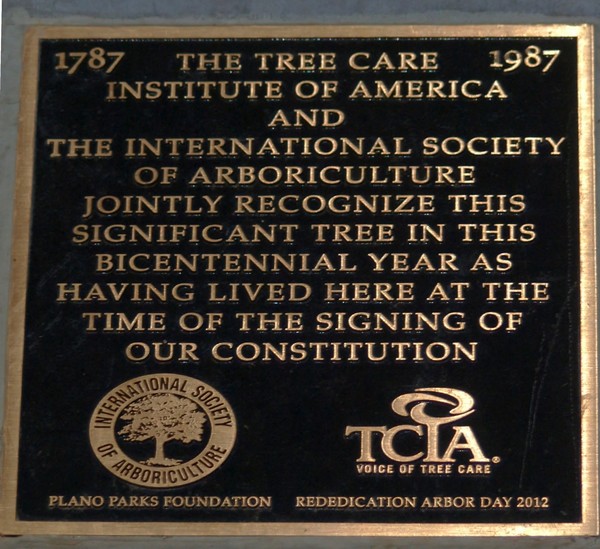 1787 THE TREE CARE 1987
INSTITUTE OF AMERICA
AND
THE INTERNATIONAL SOCIETY
OF ARBORICULTURE
JOINTLY RECOGNIZE THIS
SIGNIFICANT TREE IN THIS
BICENTENNIAL YEAR AS
HAVING LIVED HERE AT THE
TIME OF THE SIGNING OF
OUR CONSTITUTION
INTERNATIONAL SOCIETY
OF ARBORICULTURE
TCIA®
VOICE OF TREE CARE
PLANO PARKS FOUNDATION REDEDICATION ARBOR DAY 2012